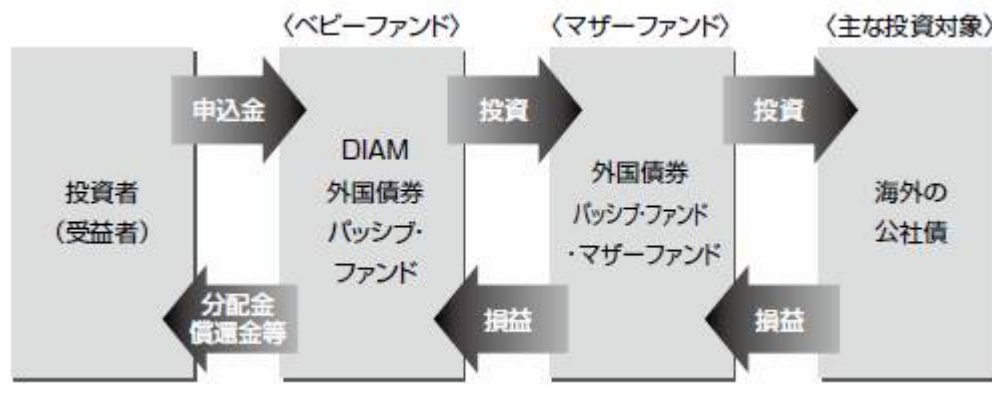 〈ベビーファンド〉
〈マザーファンド〉
〈主な投資対象〉
申込金
投資
投資
投資者
（受益者）
DIAM
外国債券
パッシブ・
ファンド
外国債券
パッシブ・ファンド
・マザーファンド
海外の
公社債
分配金
償還金等
損益
損益